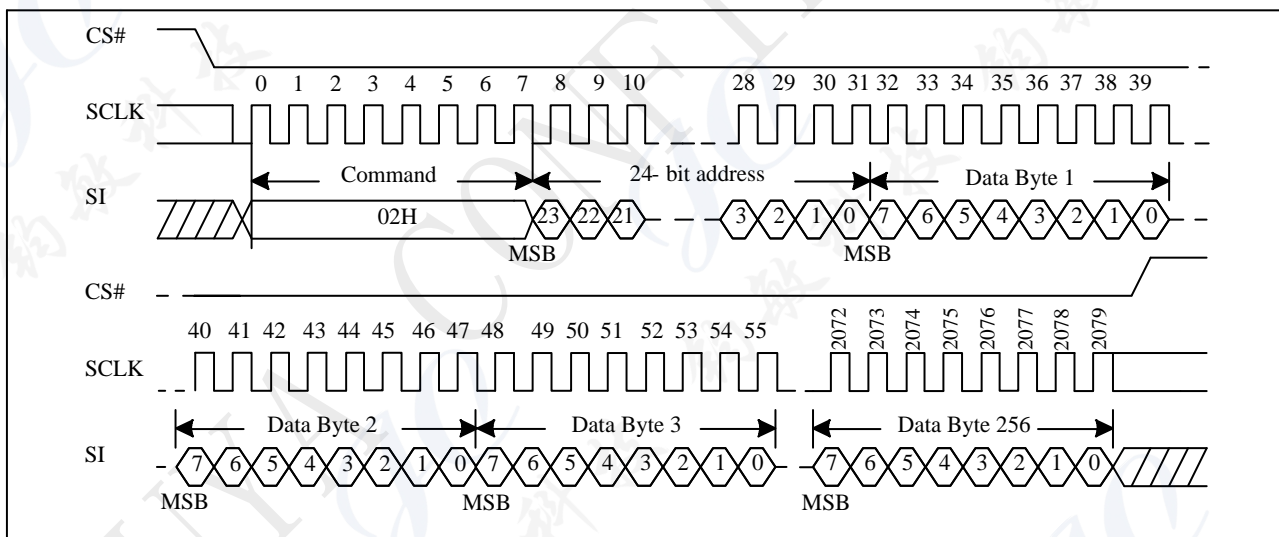 CS#
0 1 2 3 4 5 6 7 8 9 10 28 29 30 31 32 33 34 35 36 37 38 39
SCLK
Command 24- bit address Data Byte 1
SI
02H 23 22 21 3 2 1 0 7 6 5 4 3 2 1 0
MSB MSB
CS#
40 41 42 43 44 45 46 47 48 49 50 51 52 53 54 55 2072 2073 2074 2075 2076 2077 2078 2079
SCLK
Data Byte 2 Data Byte 3 Data Byte 256
SI
7 6 5 4 3 2 1 0 7 6 5 4 3 2 1 0 7 6 5 4 3 2 1 0
MSB MSB MSB